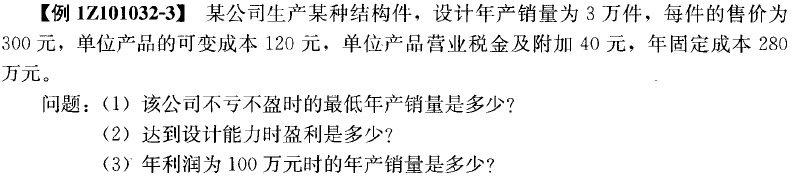 【例 1Z101032-3】 某公司生产某种结构件，设计年产销量为 3 万件，每件的售价为
300 元，单位产品的可变成本 120 元，单位产品营业税金及附加 40 元，年固定成本 280
万元。
问题：（1）该公司不亏不盈时的最低年产销量是多少？
（2）达到设计能力时盈利是多少？
（3）年利润为 100 万元时的年产销量是多少？